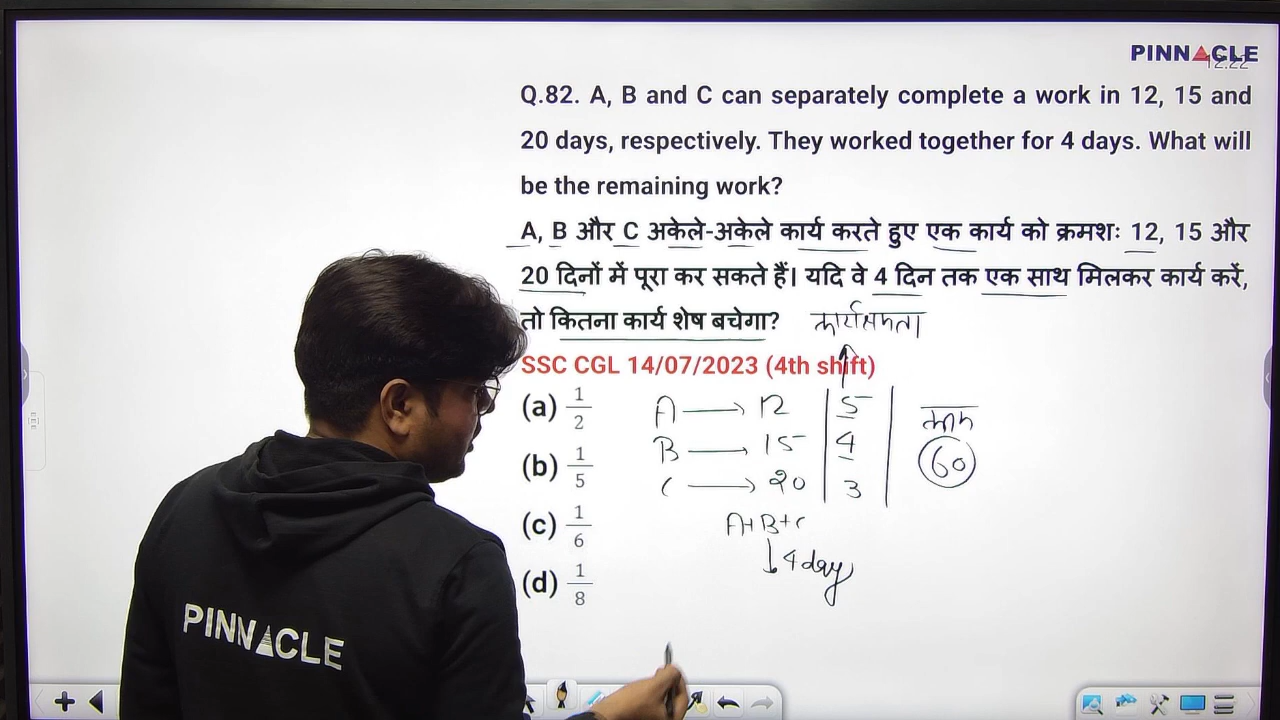 PINNACLE
12:22
Q.82. A, B and C can separately complete a work in 12, 15 and
20 days, respectively. They worked together for 4 days. What will
be the remaining work?
A, B और C अकेले-अकेले कार्य करते हुए एक कार्य को क्रमशः 12, 15 और
20 दिनों में पूरा कर सकते हैं। यदि वे 4 दिन तक एक साथ मिलकर कार्य करें,
तो कितना कार्य शेष बचेगा? कार्यक्षमता
SSC CGL 14/07/2023 (4th shift)
(a) 1/2
(b) 1/5
(c) 1/6
(d) 1/8
A → 12 | 5 | काम
B → 15 | 4 | 60
C → 20 | 3 |
A+B+C
↓ 4 day
PINNACLE